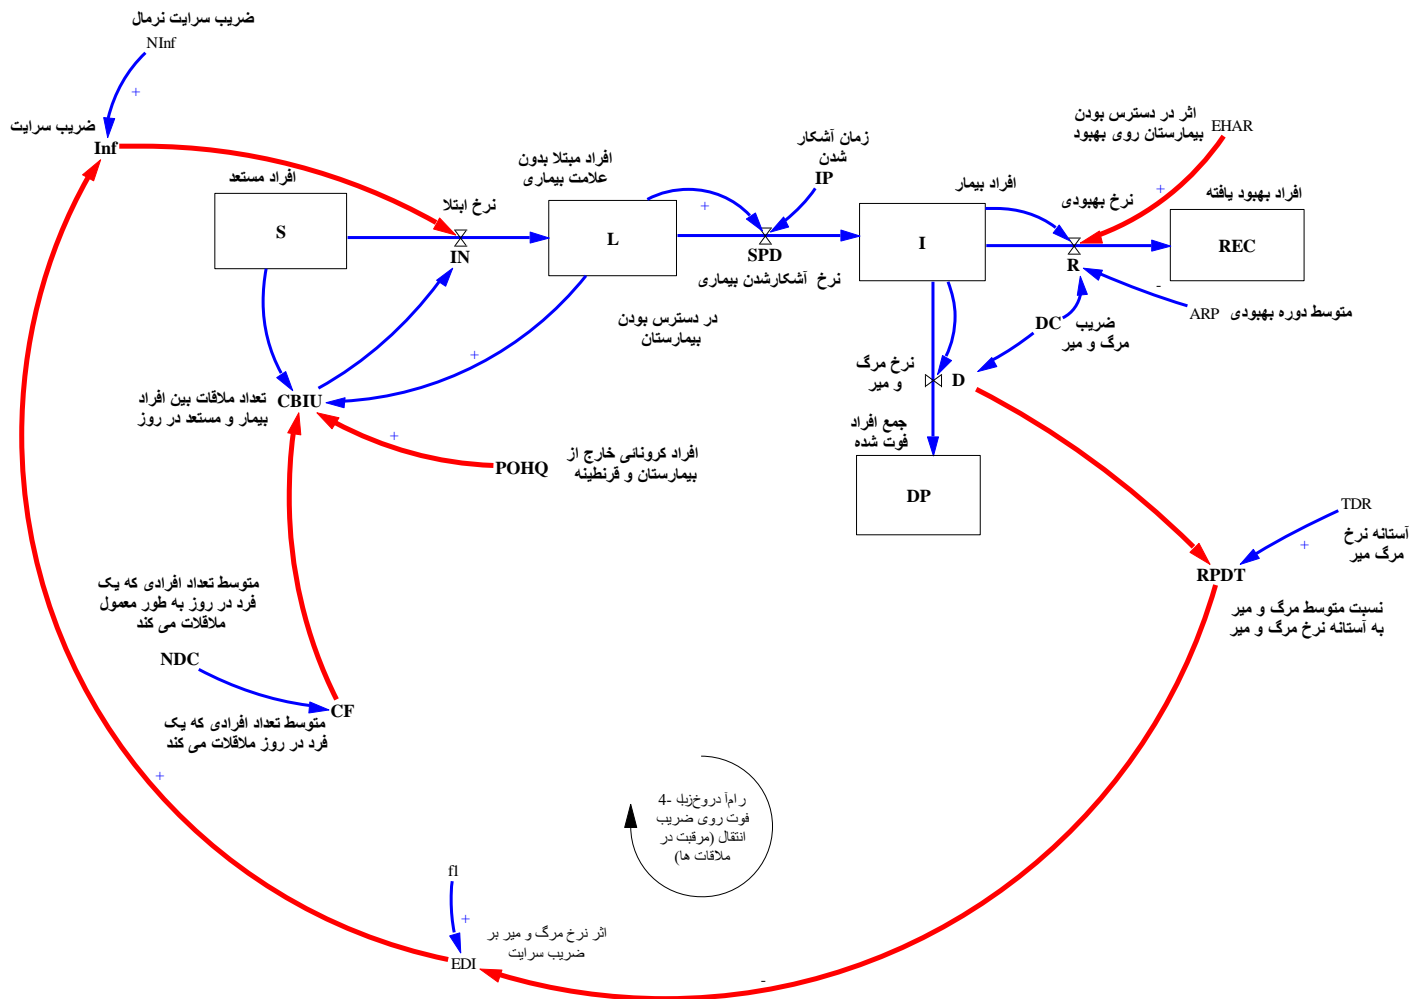 ضریب سرایت نرمال
NInf
+
ضریب سرایت
Inf
افراد مستعد
S
نرخ ابتلا
IN
افراد مبتلا بدون
علامت بیماری
L
+
زمان آشکار
شدن
IP
SPD
نرخ آشکارشدن بیماری
افراد بیمار
I
اثر در دسترس بودن
بیمارستان روی بهبود
EHAR
+
نرخ بهبودی
R
افراد بهبود یافته
REC
-
ARP
متوسط دوره بهبودی
DC
ضریب
مرگ و میر
در دسترس بودن
بیمارستان
+
نرخ مرگ
و میر
D
تعداد ملاقات بین افراد
بیمار و مستعد در روز
CBIU
+
POHQ
افراد کرونائی خارج از
بیمارستان و قرنطینه
جمع افراد
فوت شده
DP
TDR
+
آستانه نرخ
مرگ میر
RPDT
نسبت متوسط مرگ و میر
به آستانه نرخ مرگ و میر
متوسط تعداد افرادی که یک
فرد در روز به طور معمول
ملاقلات می کند
NDC
CF
متوسط تعداد افرادی که یک
فرد در روز ملاقلات می کند
+
4-
فوت روی ضریب
انتقال (مرقبت در
ملاقات ها)
f1
+
EDI
اثر نرخ مرگ و میر بر
ضریب سرایت
-